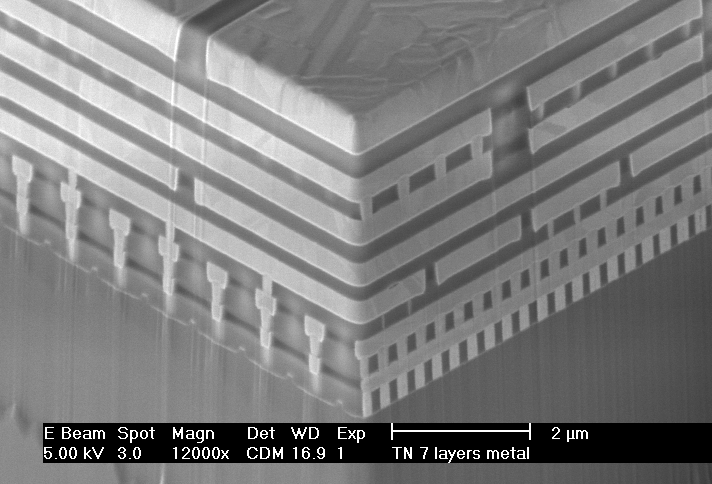 E Beam Spot Magn Det WD Exp 2 µm
5.00 kV 3.0 12000x CDM 16.9 1 TN 7 layers metal